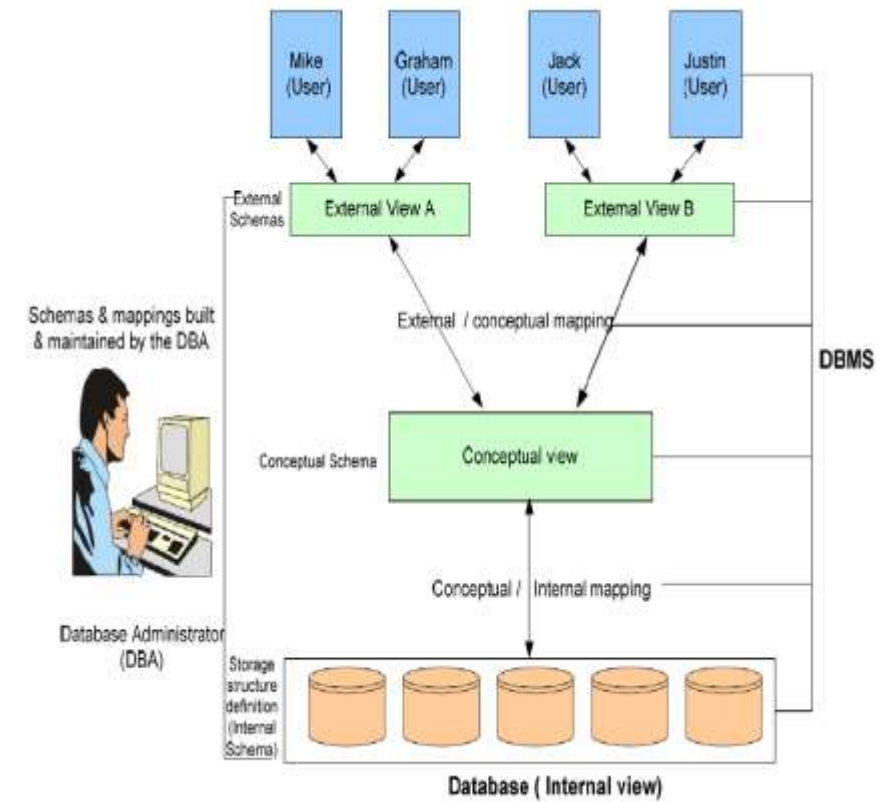 Mike
(User)
Graham
(User)
Jack
(User)
Justin
(User)
External
Schemas
External View A
External View B
Schemas & mappings built
& maintained by the DBA
External / conceptual mapping
DBMS
Conceptual Schema
Conceptual view
Conceptual / Internal mapping
Database Administrator
(DBA)
Storage
structure
definition
(Internal
Schema)
Database ( Internal view)